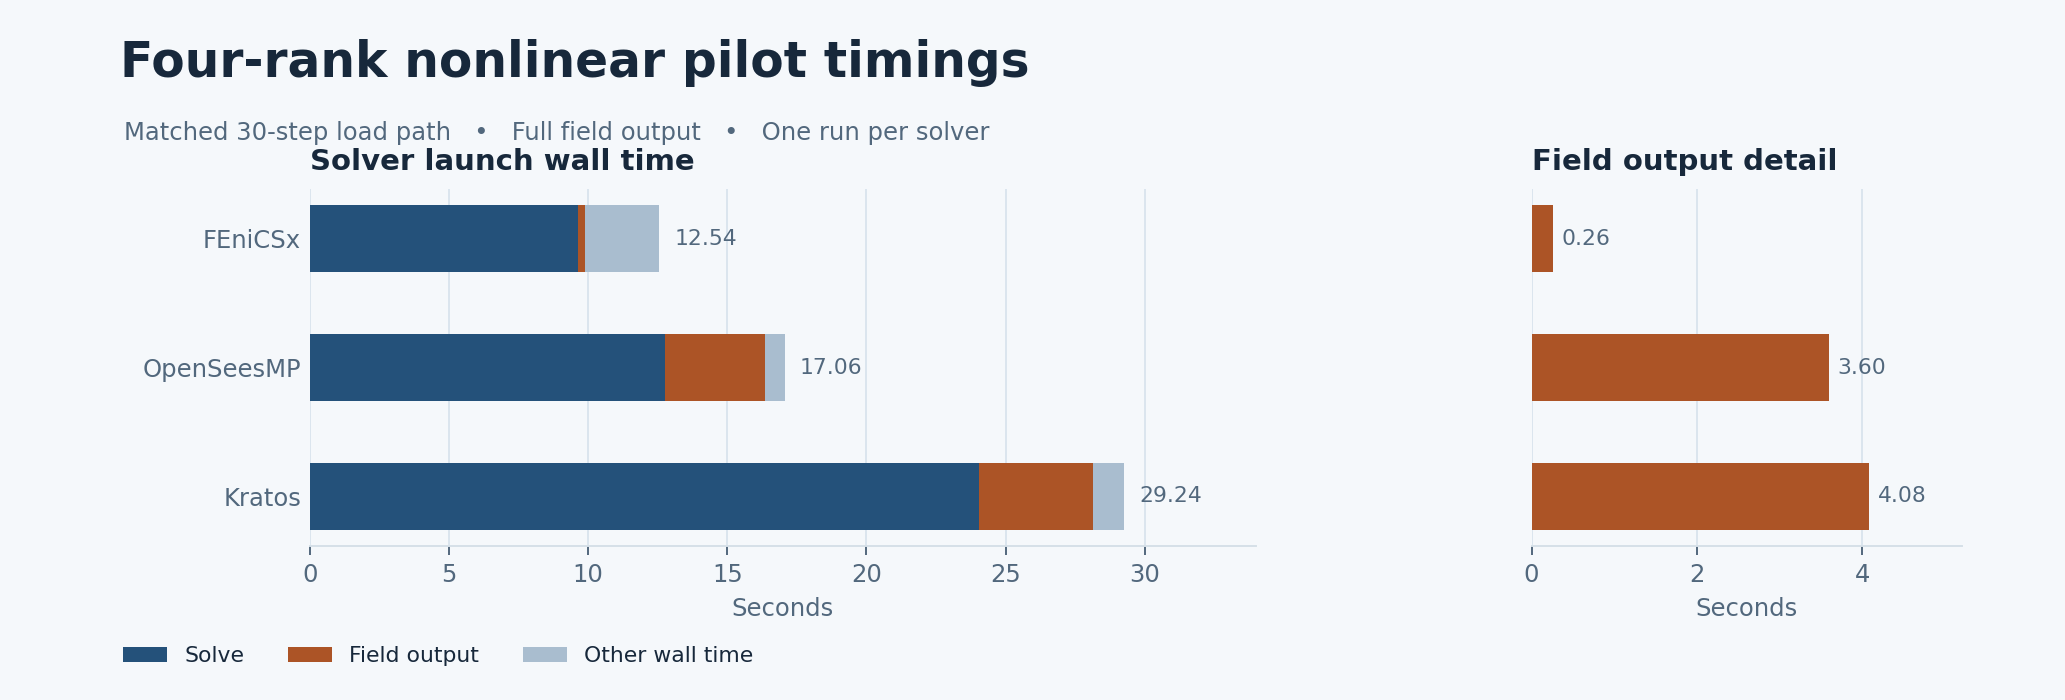 Four-rank nonlinear pilot timings
Matched 30-step load path • Full field output • One run per solver
Solver launch wall time
FEniCSx
12.54
OpenSeesMP
17.06
Kratos
29.24
0 5 10 15 20 25 30
Seconds
Field output detail
0.26
3.60
4.08
0 2 4
Seconds
Solve Field output Other wall time